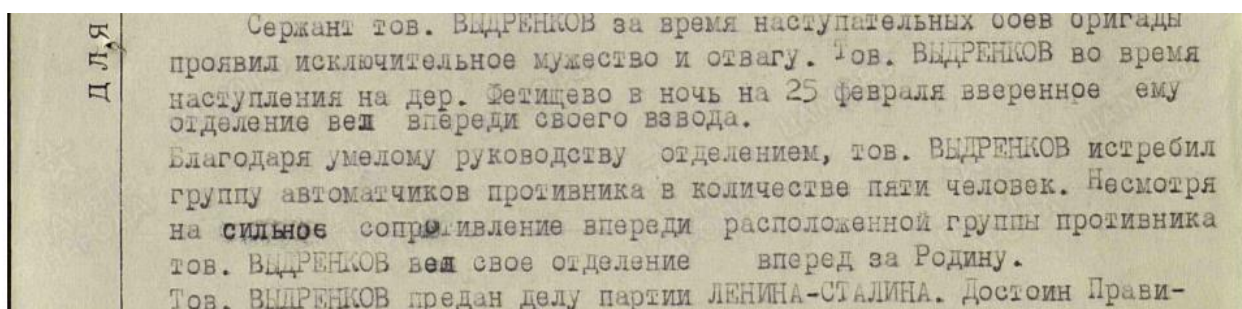 ДЛЯ
Сержант тов. ВЫДРЕНКОВ за время наступательных боев бригады
проявил исключительное мужество и отвагу. Тов. ВЫДРЕНКОВ во время
наступления на дер. Фетищево в ночь на 25 февраля вверенное ему
отделение вел впереди своего взвода.
Благодаря умелому руководству отделением, тов. ВЫДРЕНКОВ истребил
группу автоматчиков противника в количестве пяти человек. Несмотря
на сильное сопротивление впереди расположенной группы противника
тов. ВЫДРЕНКОВ вел свое отделение вперед за Родину.
Тов. ВЫДРЕНКОВ предан делу партии ЛЕНИНА-СТАЛИНА. Достоин Прави-